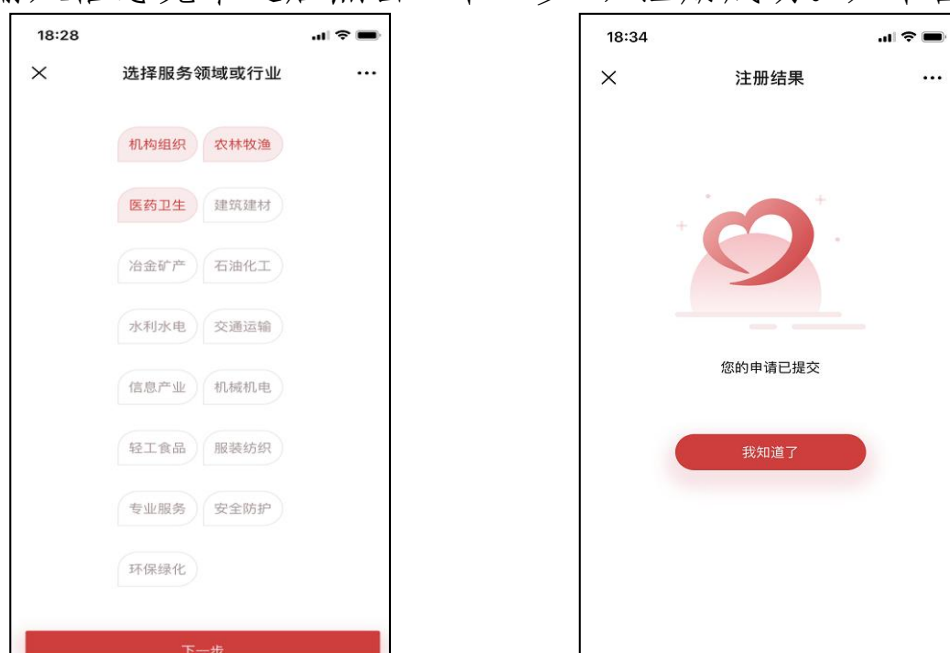 18:28
选择服务领域或行业
机构组织 农林牧渔
医药卫生 建筑建材
冶金矿产 石油化工
水利水电 交通运输
信息产业 机械机电
轻工食品 服装纺织
专业服务 安全防护
环保绿化
下一步
18:34
注册结果
您的申请已提交
我知道了